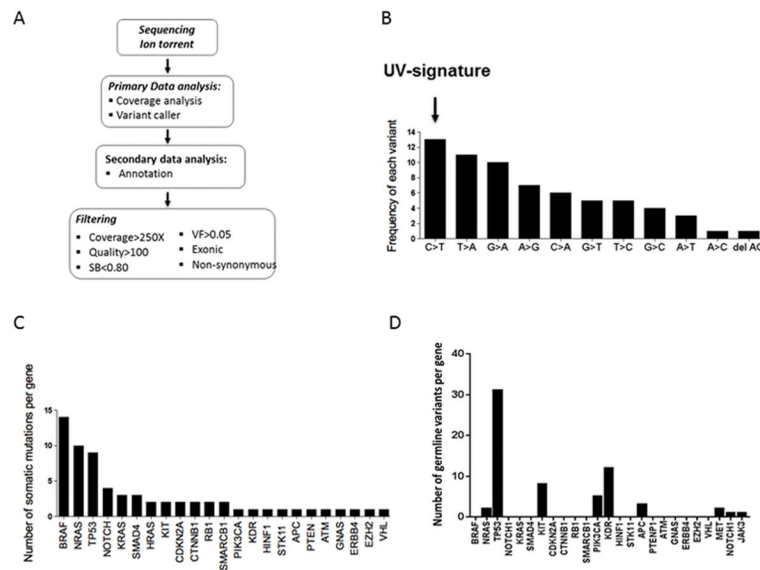 A
Sequencing
Ion torrent
Primary Data analysis:
▪ Coverage analysis
▪ Variant caller
Secondary data analysis:
▪ Annotation
Filtering
▪ Coverage>250X
▪ Quality>100
▪ SB<0.80
▪ VF>0.05
▪ Exonic
▪ Non-synonymous
B
UV-signature
Frequency of each variant
14
12
10
8
6
4
2
0
C>T T>A G>A A>G C>A G>T T>C G>C A>T A>C del AG
C
Number of somatic mutations per gene
15
10
5
0
BRAF NRAS TP53 NOTCH KRAS SMAD4 HRAS KIT CDKN2A CTNNB1 RB1 SMARCB1 PIK3CA KDR HINF1 STK11 APC PTEN ATM GNAS ERBB4 EZH2 VHL
D
Number of germline variants per gene
40
30
20
10
0
BRAF NRAS TP53 NOTCH1 KRAS SMAD4 KIT CDKN2A CTNNB1 RB1 SMARCB1 PIK3CA KDR HINF1 STK11 APC PTENP1 ATM GNAS ERBB4 EZH2 VHL MET NOTCH1 JAK3